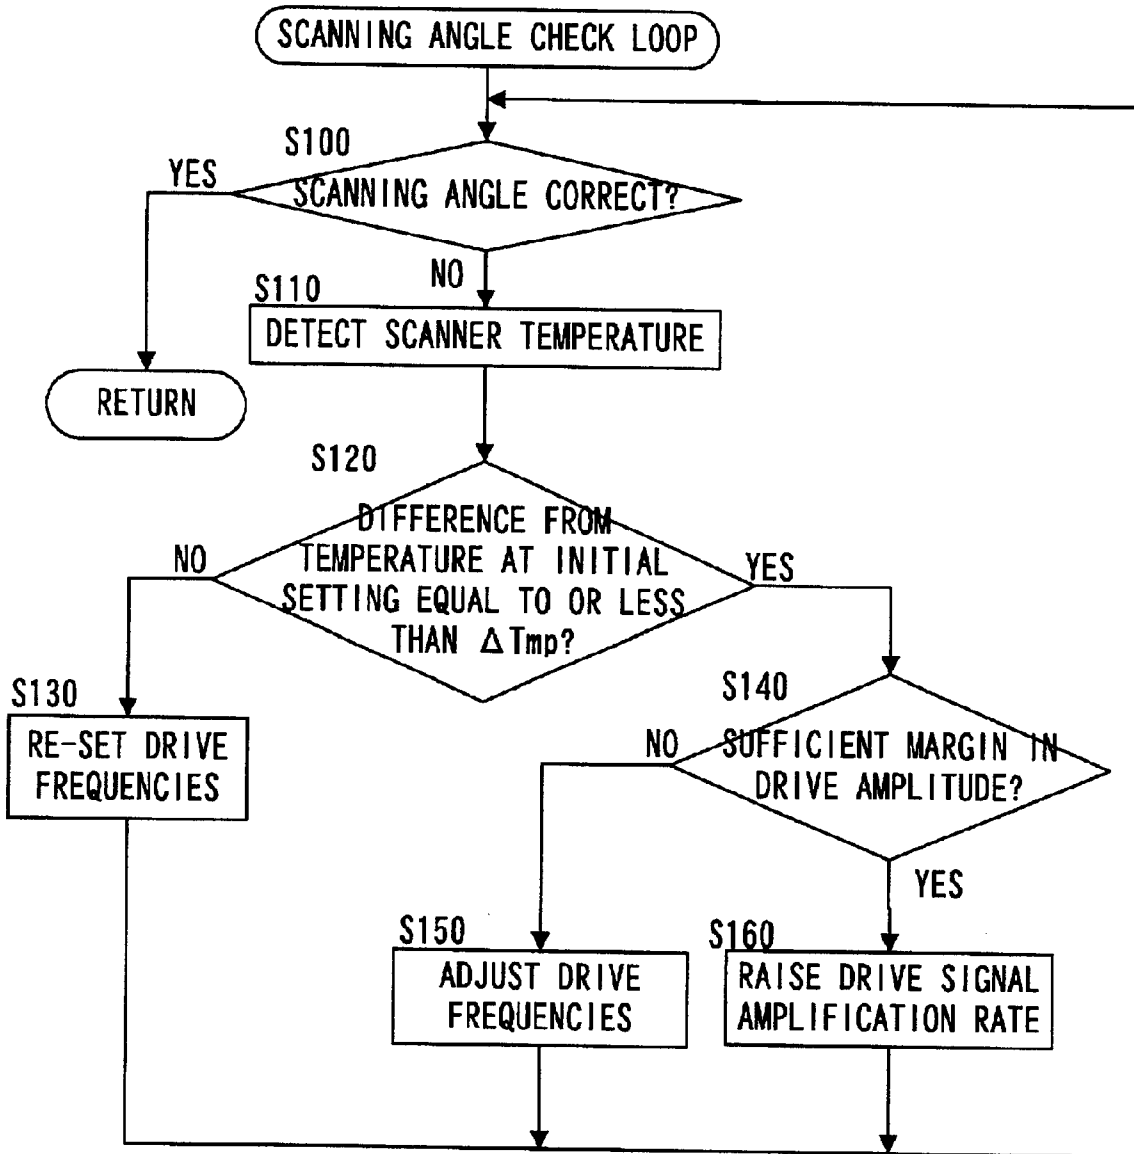 SCANNING ANGLE CHECK LOOP
S100
YES
SCANNING ANGLE CORRECT?
NO
S110
DETECT SCANNER TEMPERATURE
RETURN
S120
DIFFERENCE FROM
TEMPERATURE AT INITIAL
SETTING EQUAL TO OR LESS
THAN ΔTmp?
NO
YES
S130
RE-SET DRIVE
FREQUENCIES
S140
NO
SUFFICIENT MARGIN IN
DRIVE AMPLITUDE?
YES
S150
ADJUST DRIVE
FREQUENCIES
S160
RAISE DRIVE SIGNAL
AMPLIFICATION RATE